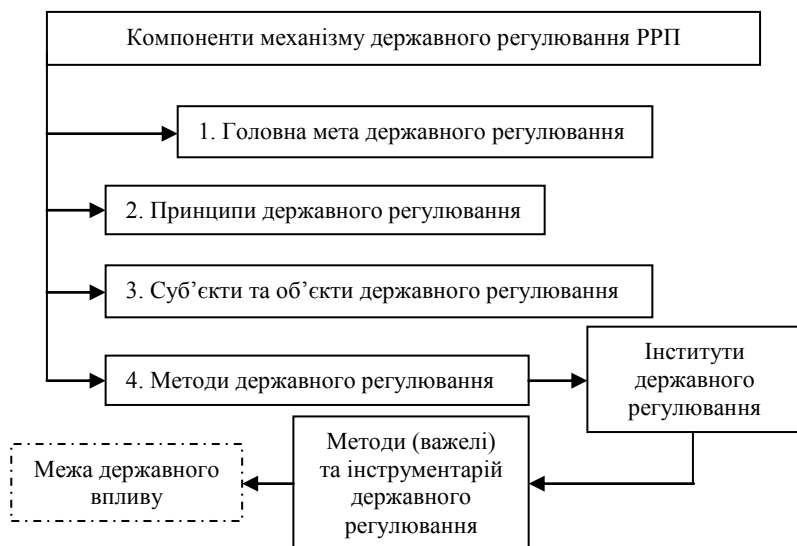 Компоненти механізму державного регулювання РРП
1. Головна мета державного регулювання
2. Принципи державного регулювання
3. Суб’єкти та об’єкти державного регулювання
4. Методи державного регулювання
Інститути
державного
регулювання
Методи (важелі)
та інструментарій
державного
регулювання
Межа державного
впливу